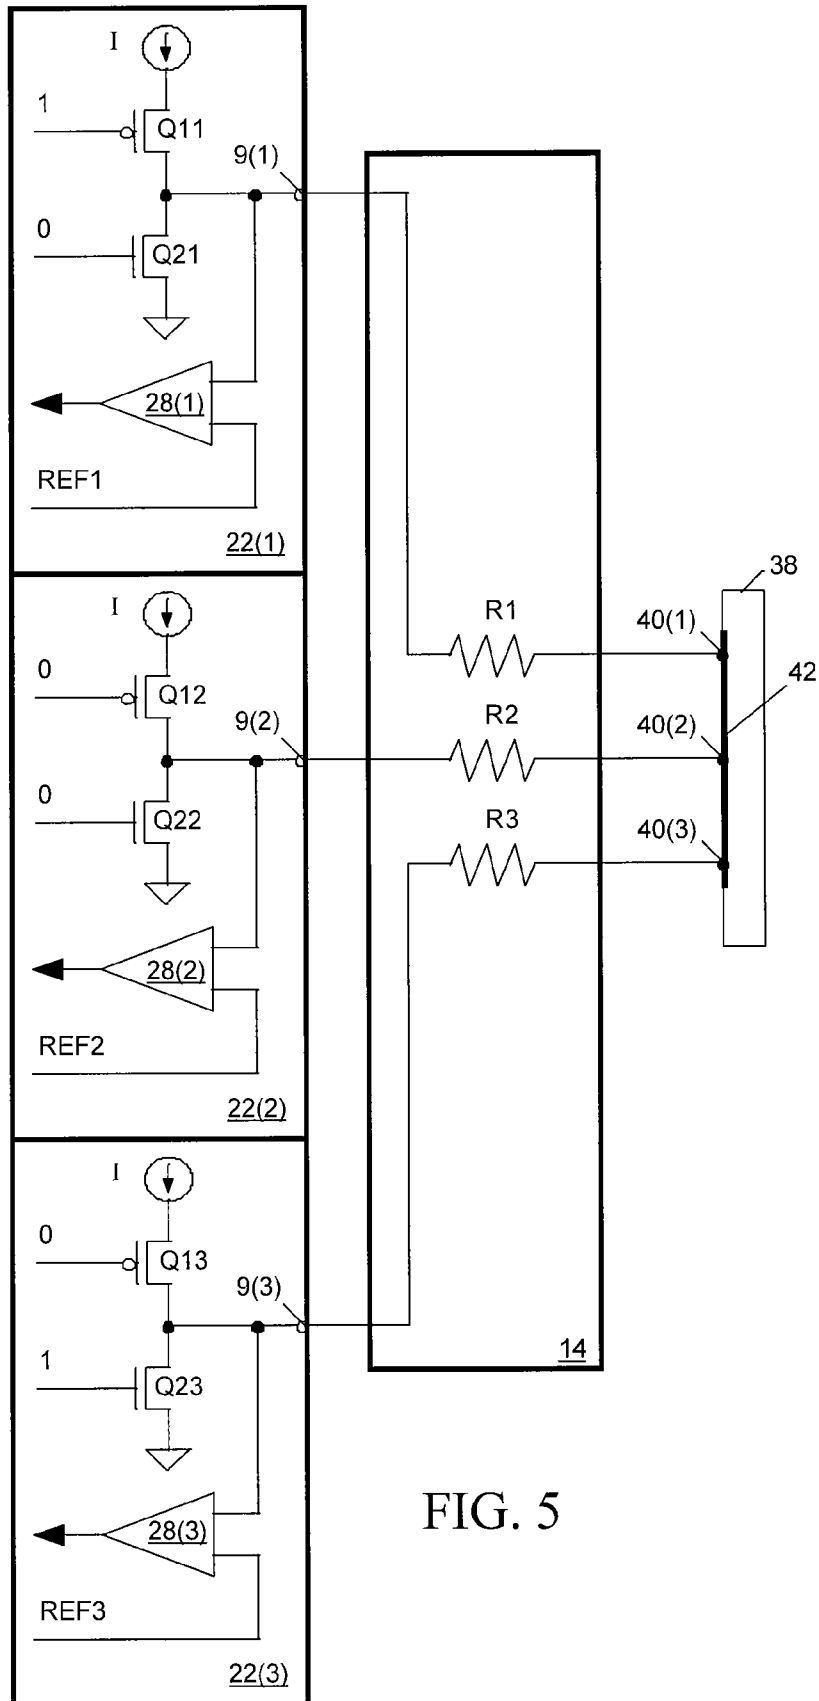 I
1
Q11
9(1)
0
Q21
28(1)
REF1
22(1)
38
I
R1
40(1)
0
Q12
42
9(2)
R2
40(2)
0
Q22
R3
40(3)
28(2)
REF2
22(2)
I
0
Q13
9(3)
14
1
Q23
28(3)
FIG. 5
REF3
22(3)